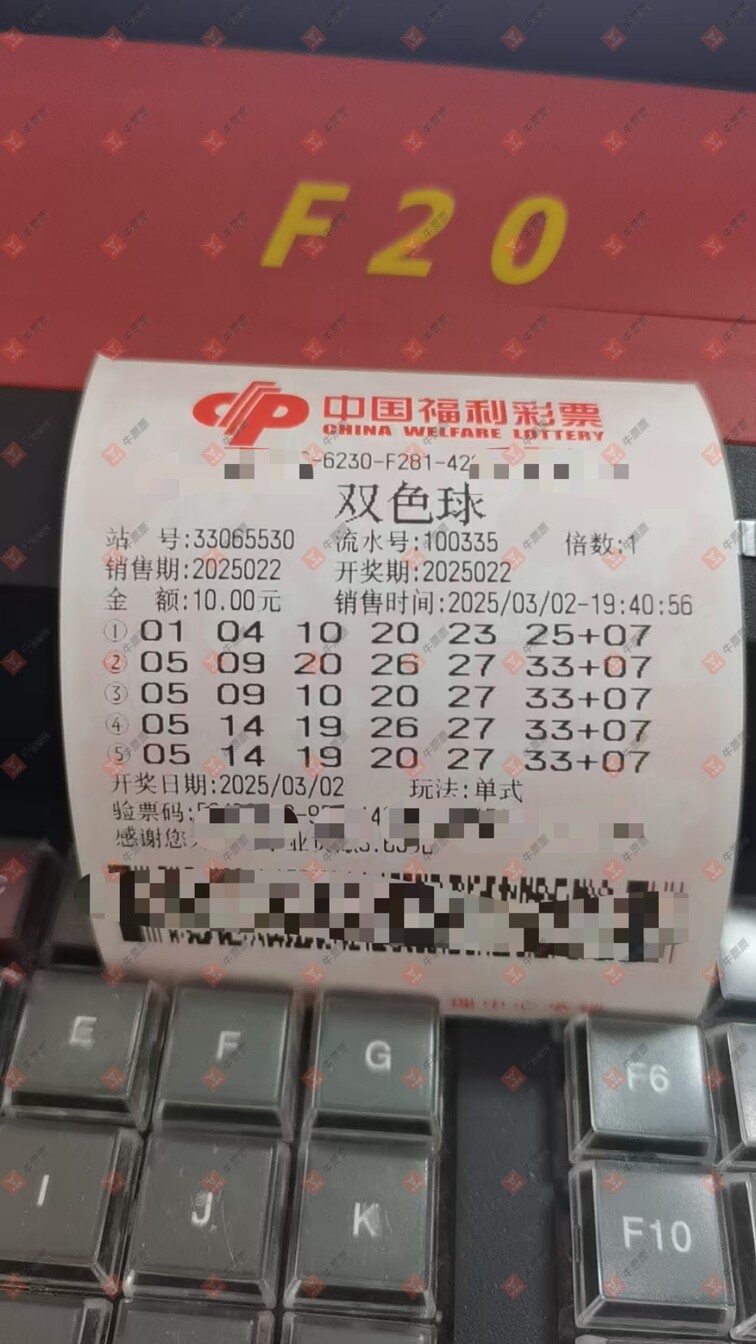 F20
中国福利彩票
CHINA WELFARE LOTTERY
-6230-F281-42
双色球
站 号:33065530 流水号:100335 倍数:1
销售期:2025022 开奖期:2025022
金 额:10.00元 销售时间:2025/03/02-19:40:56
① 01 04 10 20 23 25+07
② 05 09 20 26 27 33+07
③ 05 09 10 20 27 33+07
④ 05 14 19 26 27 33+07
⑤ 05 14 19 20 27 33+07
开奖日期:2025/03/02 玩法:单式
验票码:
感谢您
E F G F6
I J K F10